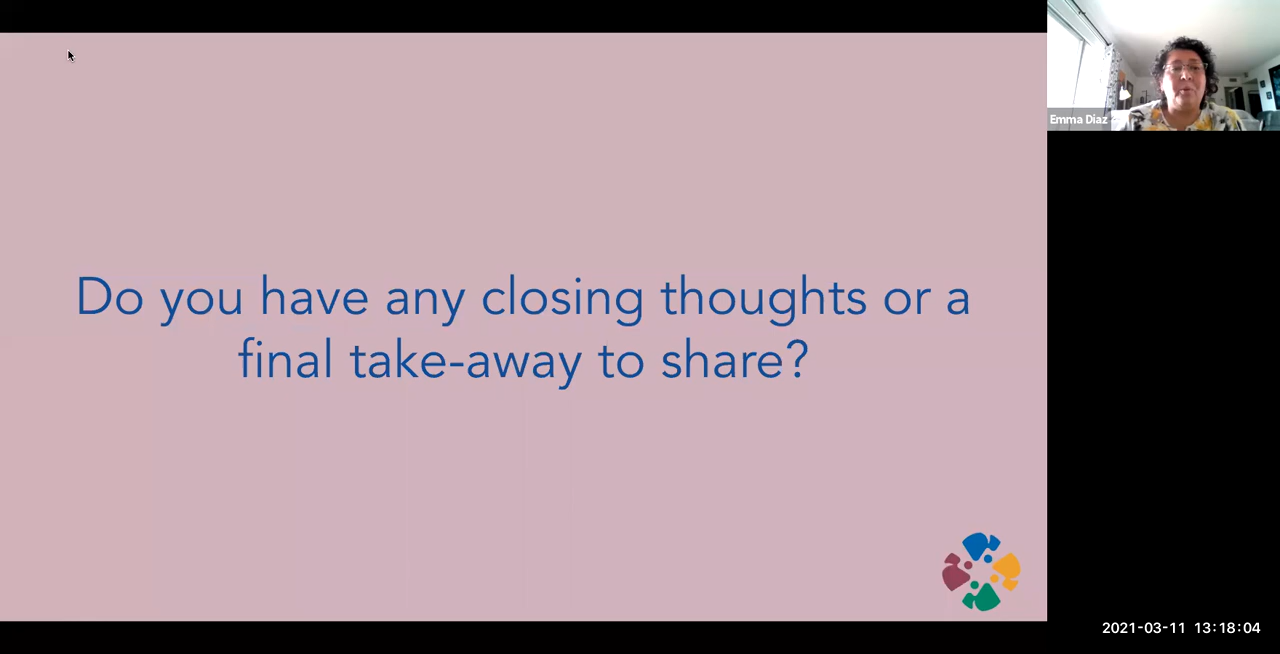 Do you have any closing thoughts or a
final take-away to share?
Emma Diaz
2021-03-11 13:18:04